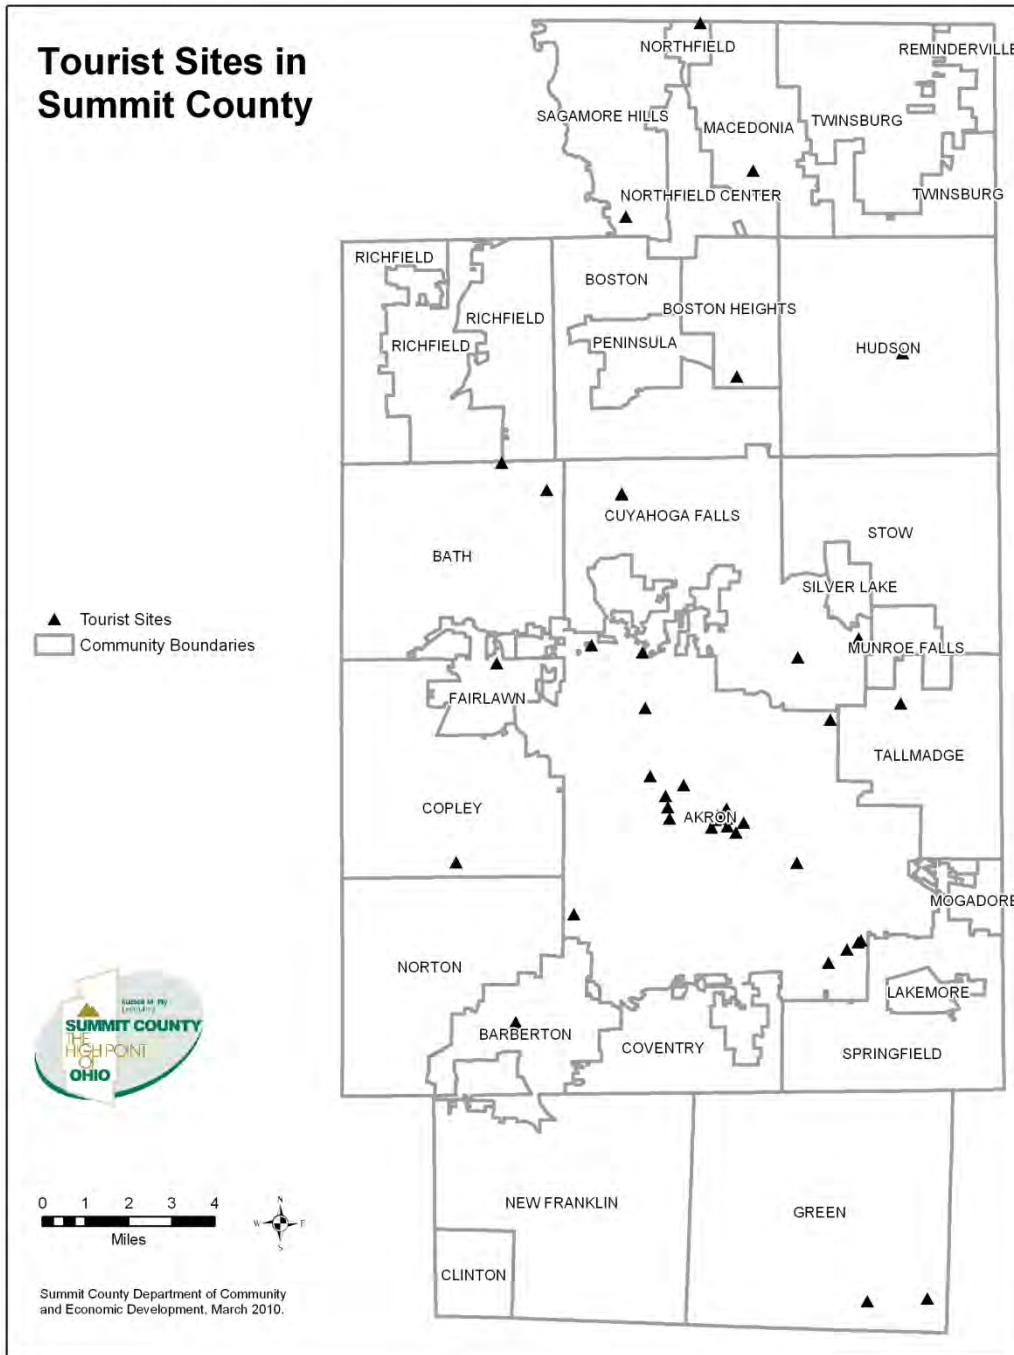 Tourist Sites in
Summit County
NORTHFIELD
REMINDERVILLE
SAGAMORE HILLS
MACEDONIA
TWINSBURG
NORTHFIELD CENTER
TWINSBURG
RICHFIELD
BOSTON
BOSTON HEIGHTS
RICHFIELD
RICHFIELD
PENINSULA
HUDSON
CUYAHOGA FALLS
STOW
BATH
SILVER LAKE
Tourist Sites
Community Boundaries
MUNROE FALLS
FAIRLAWN
TALLMADGE
COPLEY
AKRON
MOGADORE
NORTON
LAKEMORE
BARBERTON
COVENTRY
SPRINGFIELD
SUMMIT COUNTY
THE
HIGH POINT
OF
OHIO
NEW FRANKLIN
GREEN
CLINTON
0 1 2 3 4
Miles
N
W E
S
Summit County Department of Community
and Economic Development, March 2010.